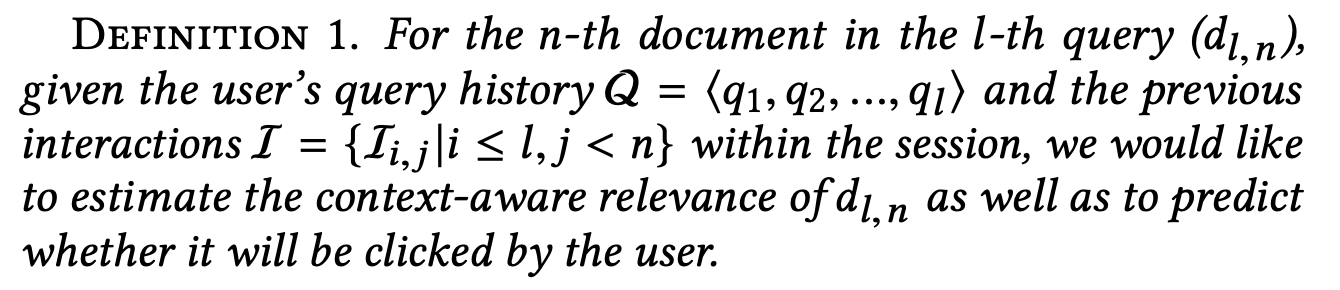 DEFINITION 1. For the n-th document in the l-th query (d_{l,n}),
given the user's query history 𝒬 = ⟨q_1, q_2, ..., q_l⟩ and the previous
interactions ℐ = {ℐ_{i,j}|i ≤ l, j < n} within the session, we would like
to estimate the context-aware relevance of d_{l,n} as well as to predict
whether it will be clicked by the user.